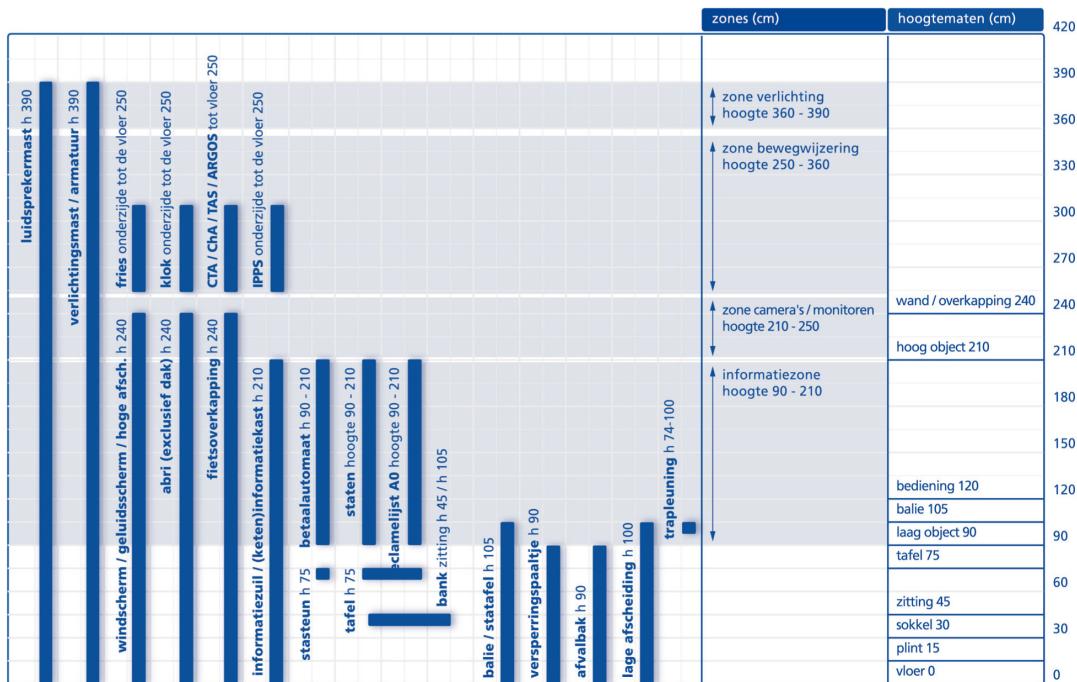 zones (cm)
hoogtematen (cm)
420
390
360
330
300
270
240
210
180
150
120
90
60
30
0
luidsprekermast h 390
verlichtingsmast / armatuur h 390
fries onderzijde tot de vloer 250
klok onderzijde tot de vloer 250
CTA / ChA / TAS / ARGOS tot vloer 250
IPPS onderzijde tot de vloer 250
windscherm / geluidsscherm / hoge afsch. h 240
abri (exclusief dak) h 240
fietsoverkapping h 240
informatiezuil / (keten)informatiekast h 210
betaalautomaat h 90 - 210
staten hoogte 90 - 210
eclamelijst A0 hoogte 90 - 210
stasteun h 75
tafel h 75
bank zitting h 45 / h 105
balie / statafel h 105
versperringspaaltje h 90
afvalbak h 90
lage afscheiding h 100
trapleuning h 74-100
zone verlichting
hoogte 360 - 390
zone bewegwijzering
hoogte 250 - 360
zone camera's / monitoren
hoogte 210 - 250
informatiezone
hoogte 90 - 210
wand / overkapping 240
hoog object 210
bediening 120
balie 105
laag object 90
tafel 75
zitting 45
sokkel 30
plint 15
vloer 0